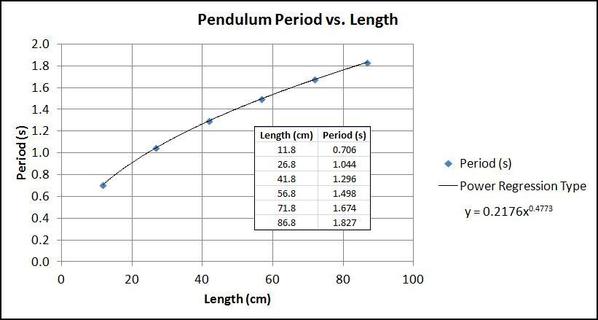 Pendulum Period vs. Length
2.0
1.8
1.6
1.4
1.2
1.0
0.8
0.6
0.4
0.2
0.0
Period (s)
Length (cm) Period (s)
11.8 0.706
26.8 1.044
41.8 1.296
56.8 1.498
71.8 1.674
86.8 1.827
0 20 40 60 80 100
Length (cm)
Period (s)
Power Regression Type
y = 0.2176x^0.4773